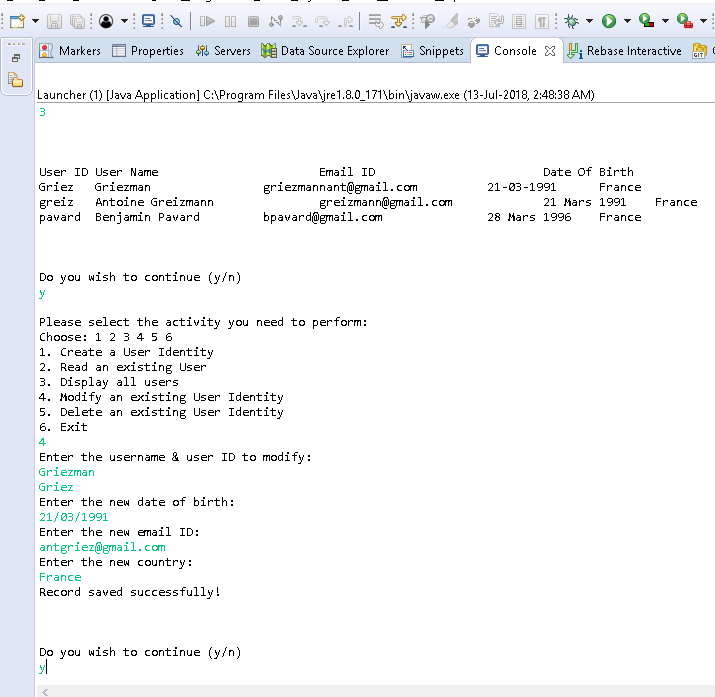 Markers Properties Servers Data Source Explorer Snippets Console Rebase Interactive
Launcher (1) [Java Application] C:\Program Files\Java\jre1.8.0_171\bin\javaw.exe (13-Jul-2018, 2:48:38 AM)
3
User ID User Name Email ID Date Of Birth
Griez Griezman griezmannant@gmail.com 21-03-1991 France
greiz Antoine Greizmann greizmann@gmail.com 21 Mars 1991 France
pavard Benjamin Pavard bpavard@gmail.com 28 Mars 1996 France
Do you wish to continue (y/n)
y
Please select the activity you need to perform:
Choose: 1 2 3 4 5 6
1. Create a User Identity
2. Read an existing User
3. Display all users
4. Modify an existing User Identity
5. Delete an existing User Identity
6. Exit
4
Enter the username & user ID to modify:
Griezman
Griez
Enter the new date of birth:
21/03/1991
Enter the new email ID:
antgriez@gmail.com
Enter the new country:
France
Record saved successfully!
Do you wish to continue (y/n)
y